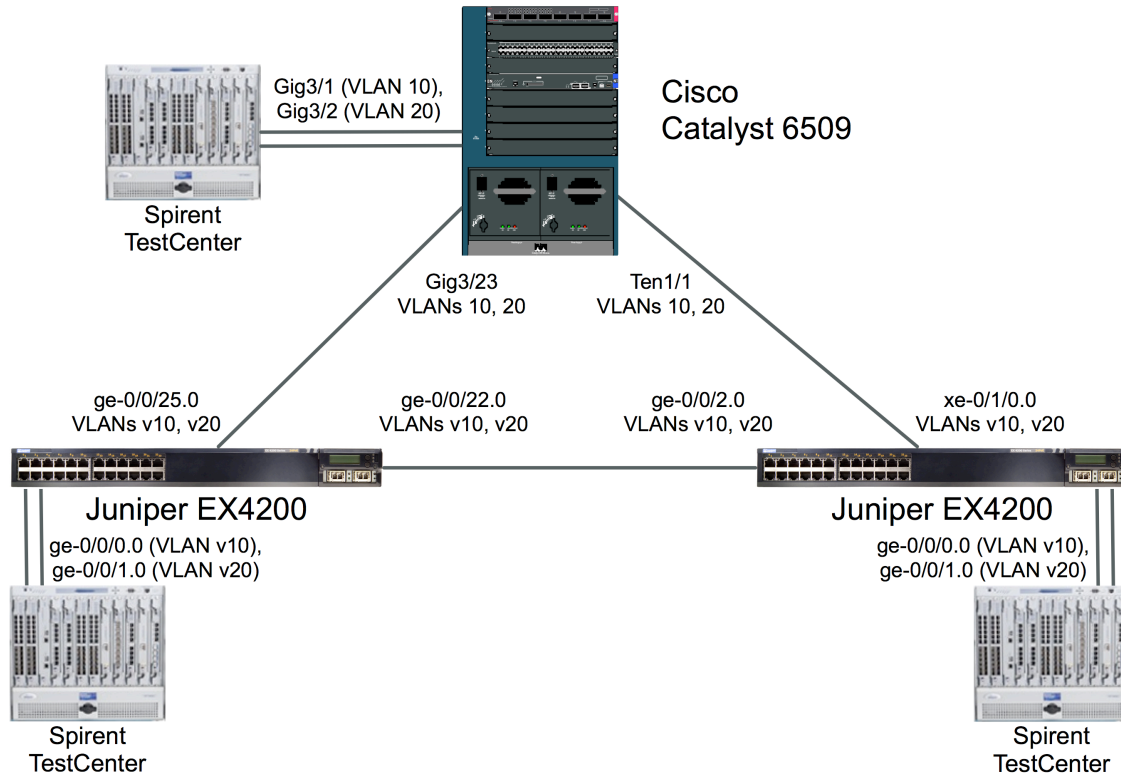 Gig3/1 (VLAN 10),
Gig3/2 (VLAN 20)
Cisco
Catalyst 6509
Spirent
TestCenter
Gig3/23
VLANs 10, 20
Ten1/1
VLANs 10, 20
ge-0/0/25.0
VLANs v10, v20
ge-0/0/22.0
VLANs v10, v20
ge-0/0/2.0
VLANs v10, v20
xe-0/1/0.0
VLANs v10, v20
Juniper EX4200
Juniper EX4200
ge-0/0/0.0 (VLAN v10),
ge-0/0/1.0 (VLAN v20)
ge-0/0/0.0 (VLAN v10),
ge-0/0/1.0 (VLAN v20)
Spirent
TestCenter
Spirent
TestCenter